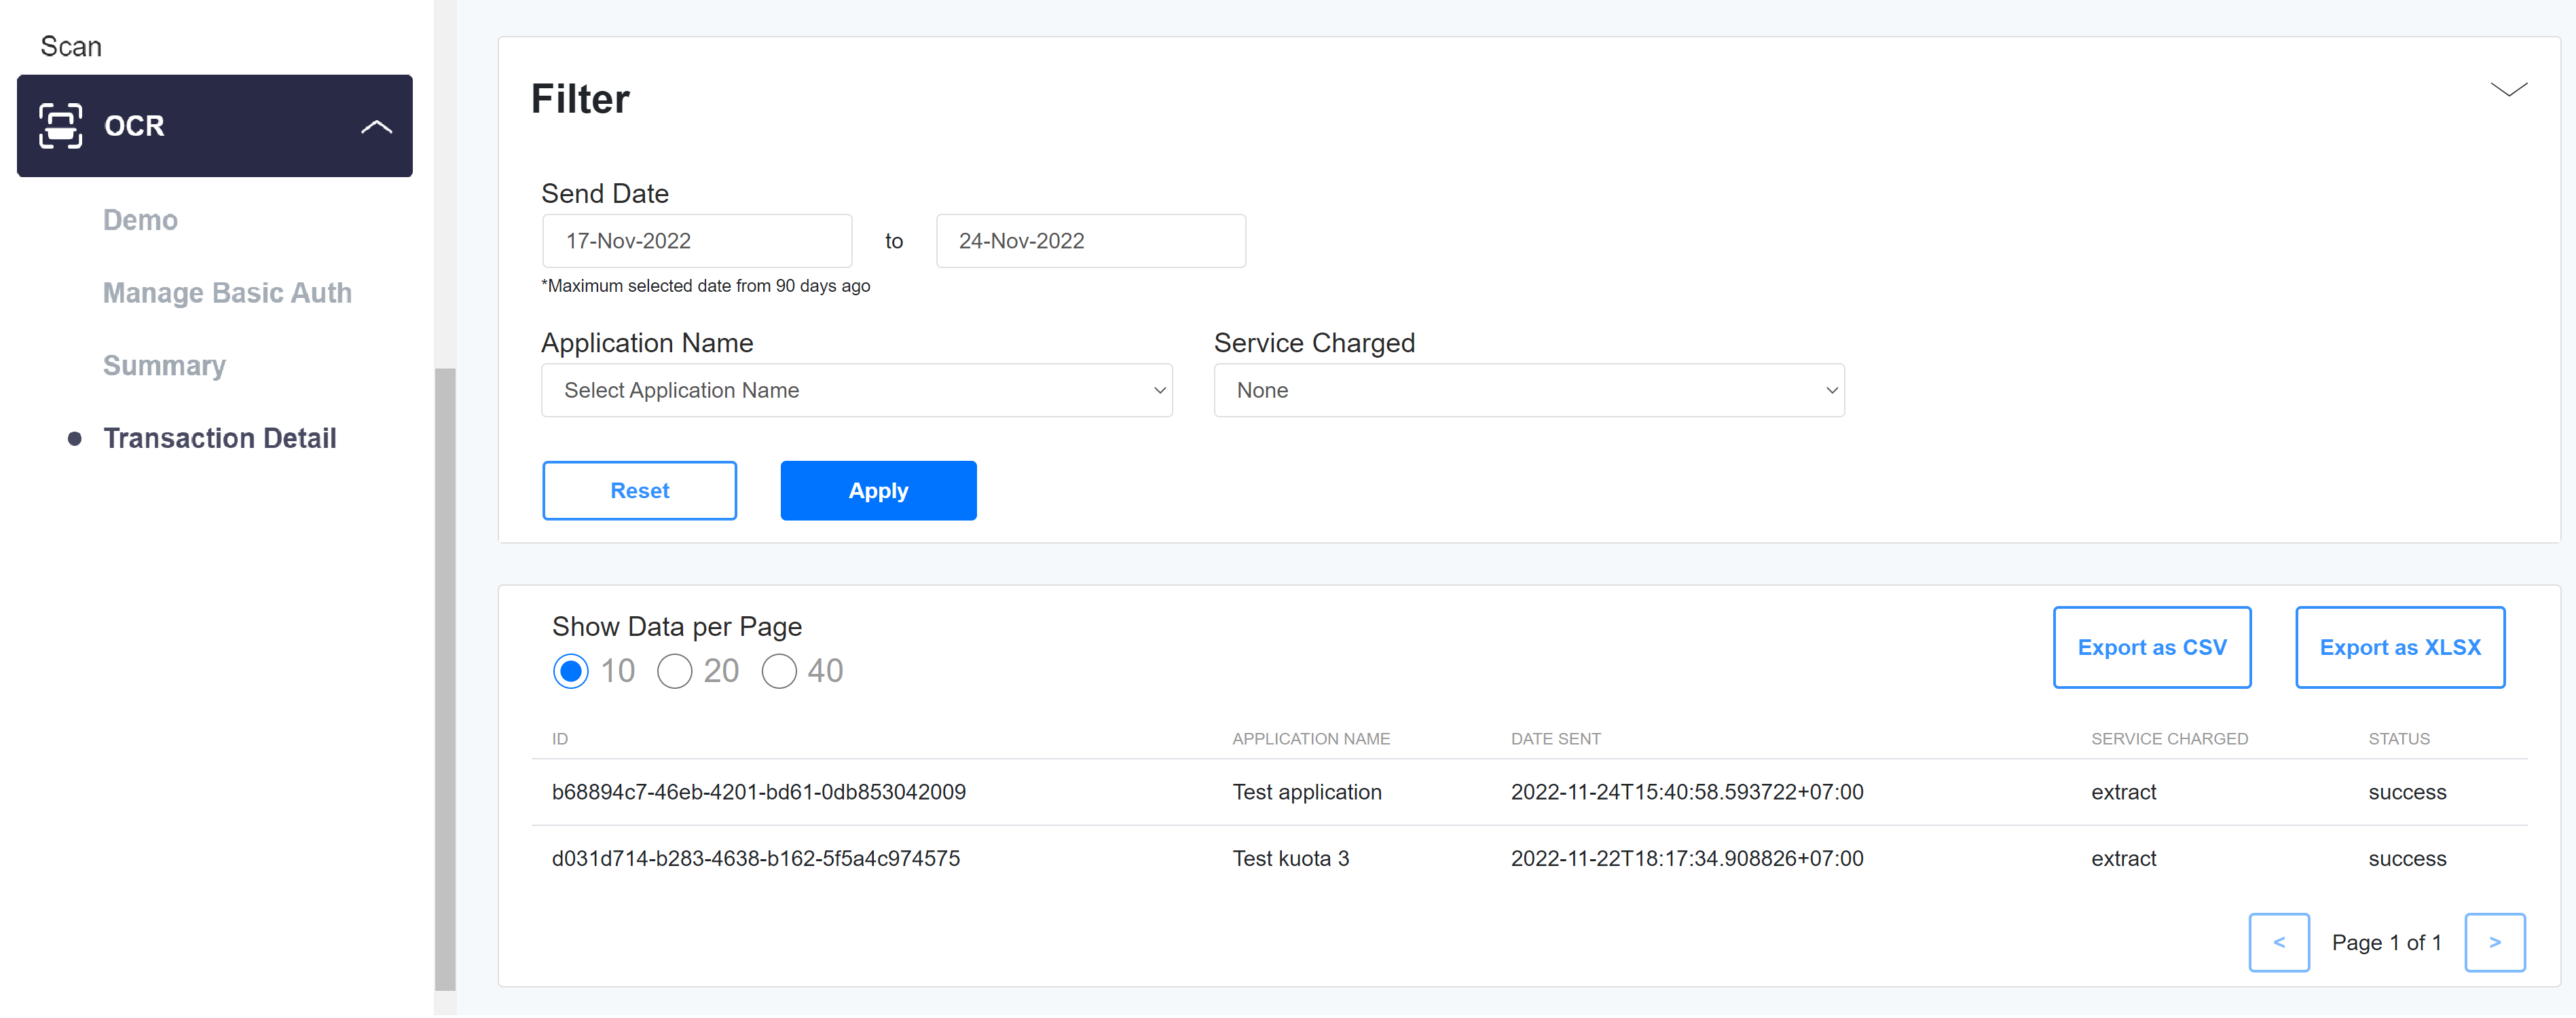 Scan
OCR
Demo
Manage Basic Auth
Summary
Transaction Detail
Filter
Send Date
17-Nov-2022 to 24-Nov-2022
*Maximum selected date from 90 days ago
Application Name Service Charged
Select Application Name None
Reset Apply
Show Data per Page
10 20 40
Export as CSV Export as XLSX
ID APPLICATION NAME DATE SENT SERVICE CHARGED STATUS
b68894c7-46eb-4201-bd61-0db853042009 Test application 2022-11-24T15:40:58.593722+07:00 extract success
d031d714-b283-4638-b162-5f5a4c974575 Test kuota 3 2022-11-22T18:17:34.908826+07:00 extract success
< Page 1 of 1 >